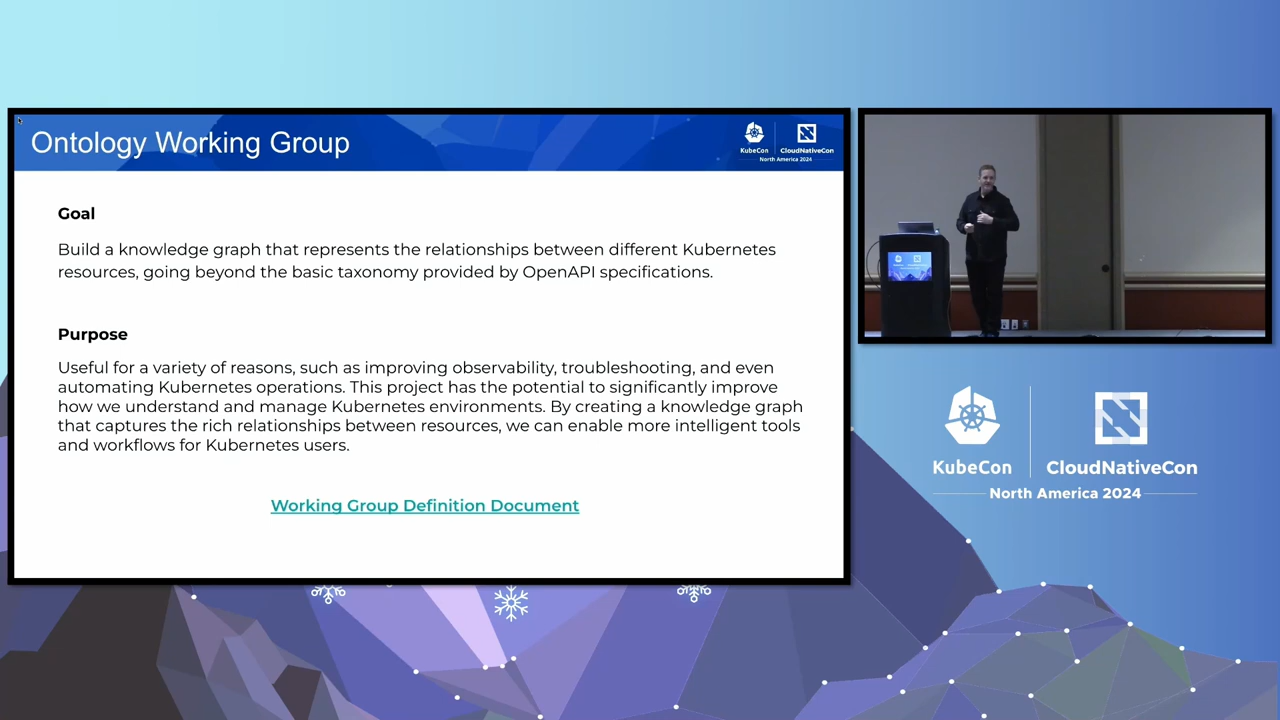 Ontology Working Group
KubeCon
CloudNativeCon
North America 2024
Goal
Build a knowledge graph that represents the relationships between different Kubernetes
resources, going beyond the basic taxonomy provided by OpenAPI specifications.
Purpose
Useful for a variety of reasons, such as improving observability, troubleshooting, and even
automating Kubernetes operations. This project has the potential to significantly improve
how we understand and manage Kubernetes environments. By creating a knowledge graph
that captures the rich relationships between resources, we can enable more intelligent tools
and workflows for Kubernetes users.
Working Group Definition Document
KubeCon
CloudNativeCon
North America 2024